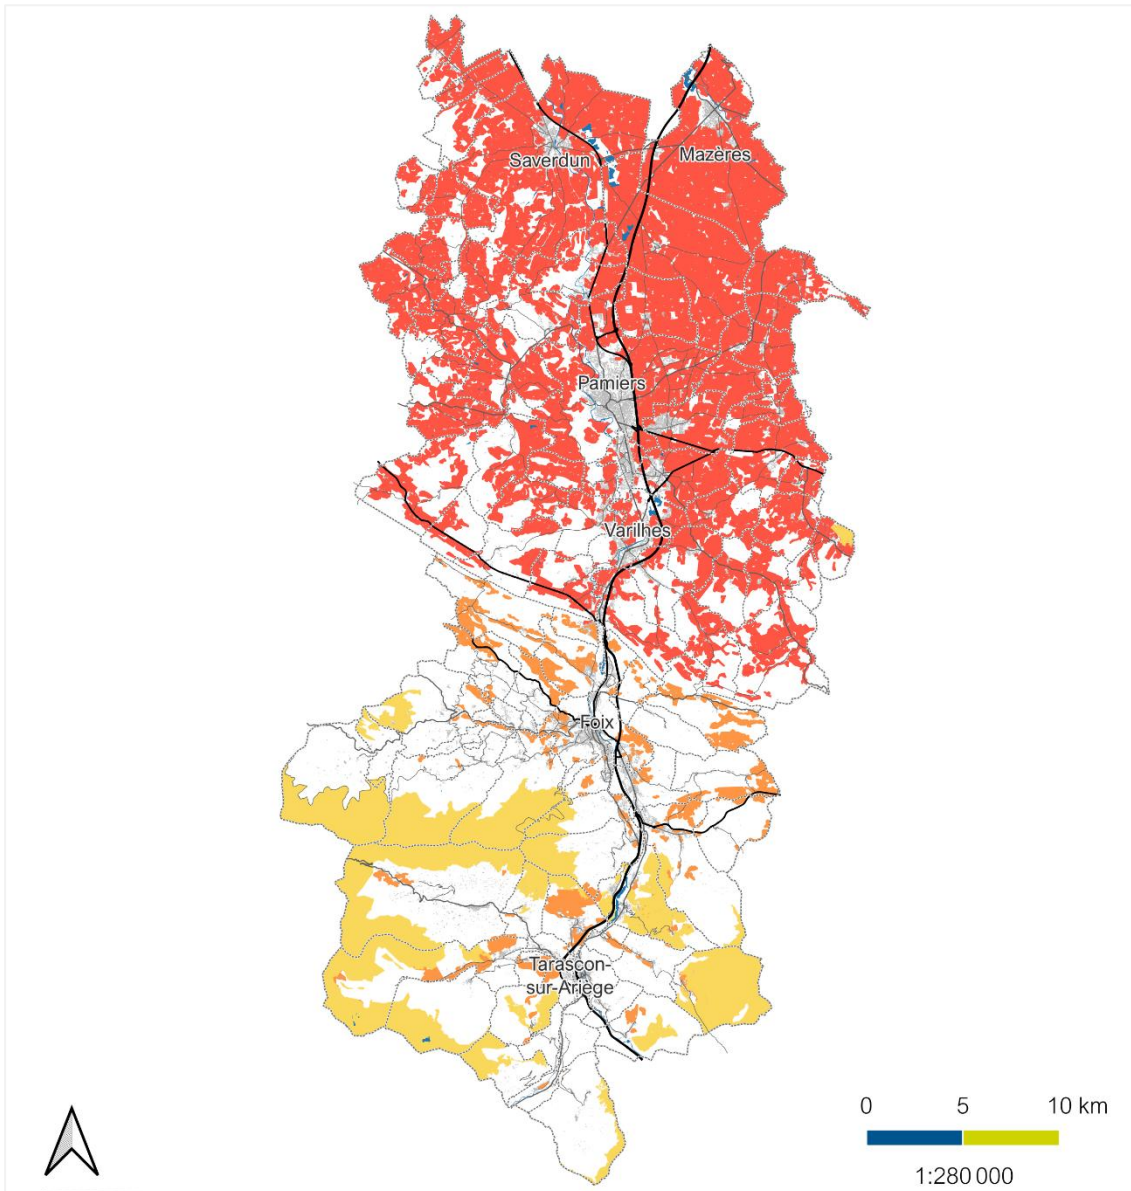 Saverdun
Mazères
Pamiers
Varilhes
Foix
Tarascon-
sur-Ariège
0 5 10 km
1:280 000